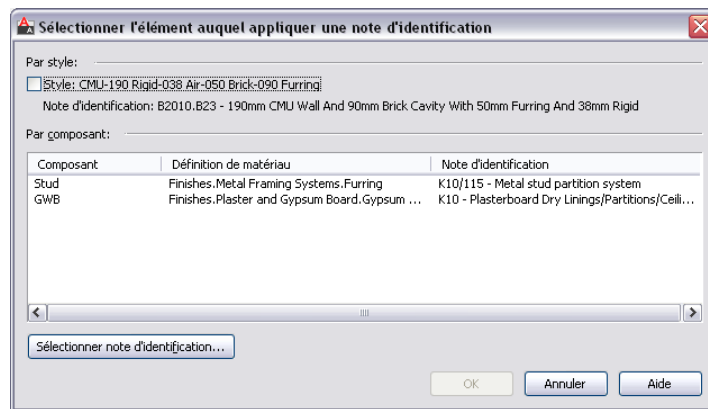 Sélectionner l'élément auquel appliquer une note d'identification
Par style:
Style: CMU-190 Rigid-038 Air-050 Brick-090 Furring
Note d'identification: B2010.B23 - 190mm CMU Wall And 90mm Brick Cavity With 50mm Furring And 38mm Rigid
Par composant:
Composant Définition de matériau Note d'identification
Stud Finishes.Metal Framing Systems.Furring K10/115 - Metal stud partition system
GWB Finishes.Plaster and Gypsum Board.Gypsum ... K10 - Plasterboard Dry Linings/Partitions/Ceili...
Sélectionner note d'identification...
OK Annuler Aide